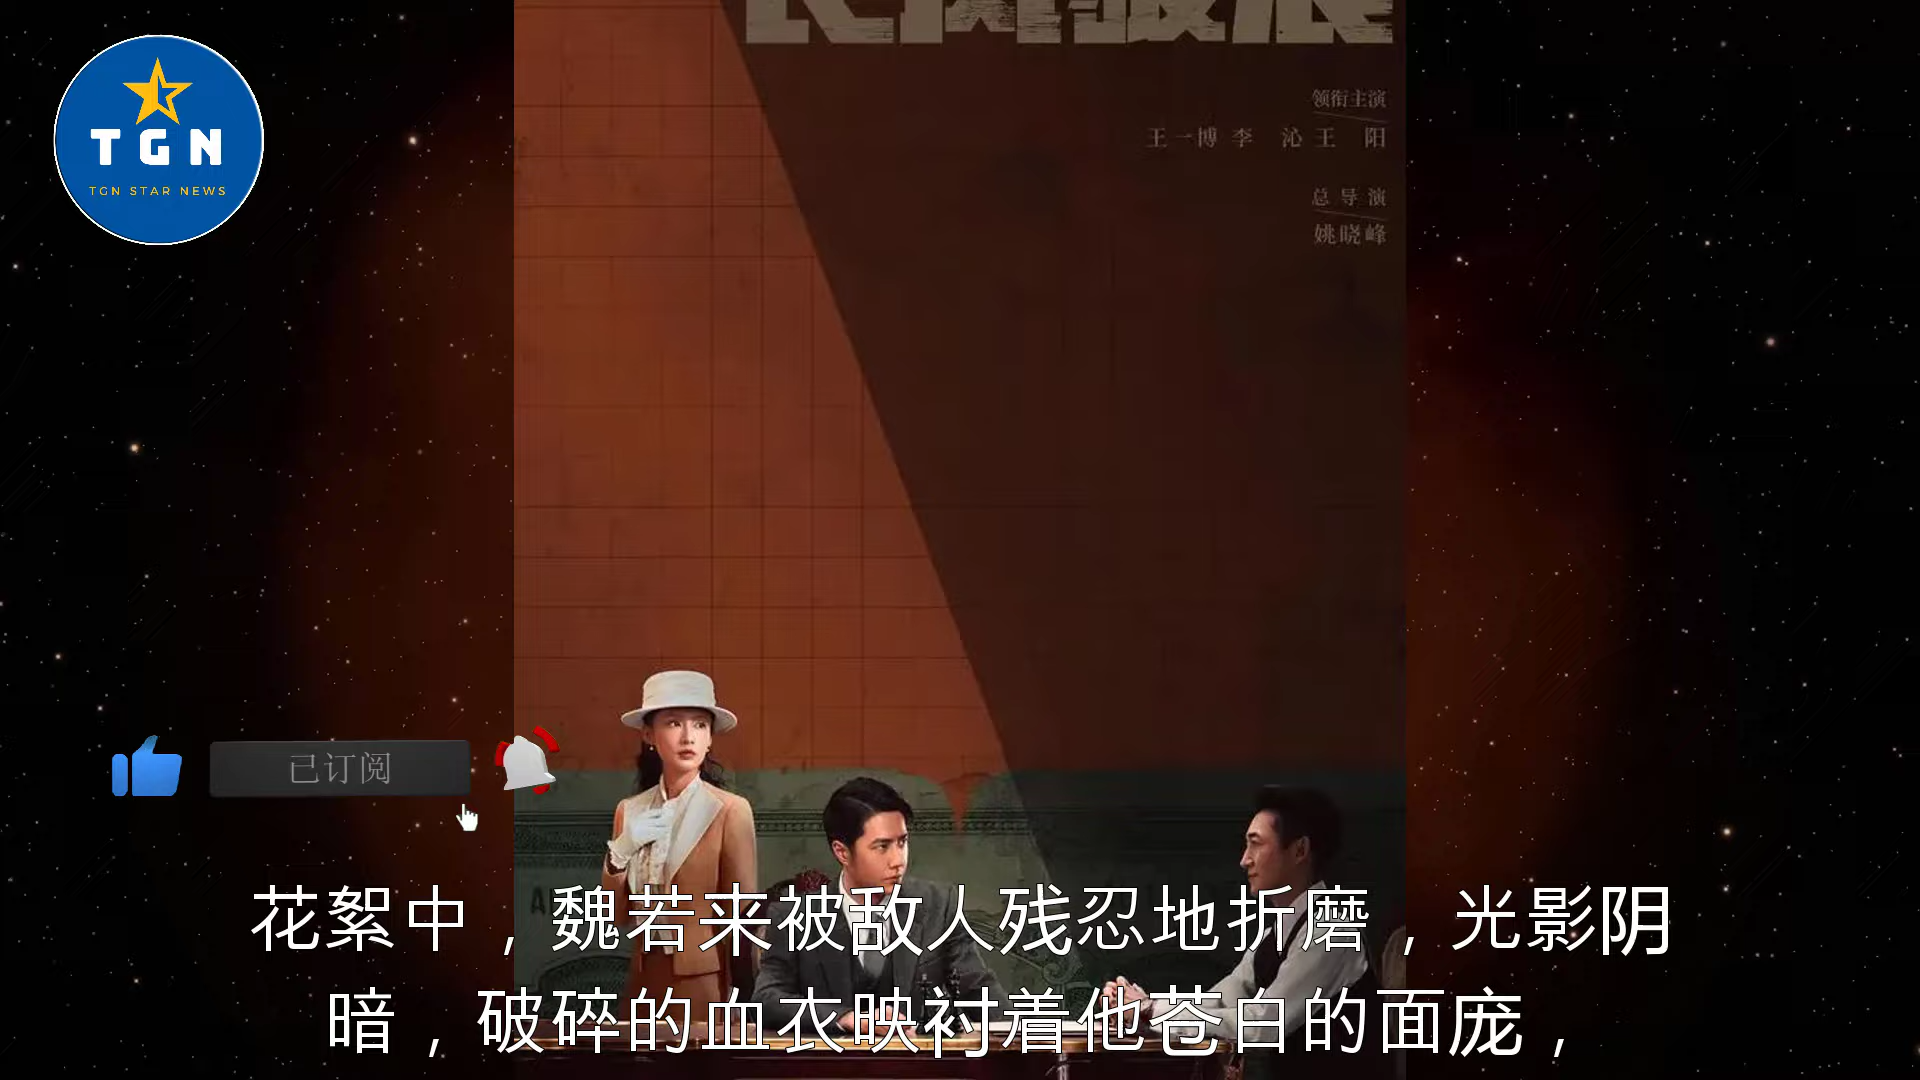 TGN
TGN STAR NEWS
领衔主演
王一博 李 沁 王 阳
总导演
姚晓峰
已订阅
花絮中，魏若来被敌人残忍地折磨，光影阴
暗，破碎的血衣映衬着他苍白的面庞，